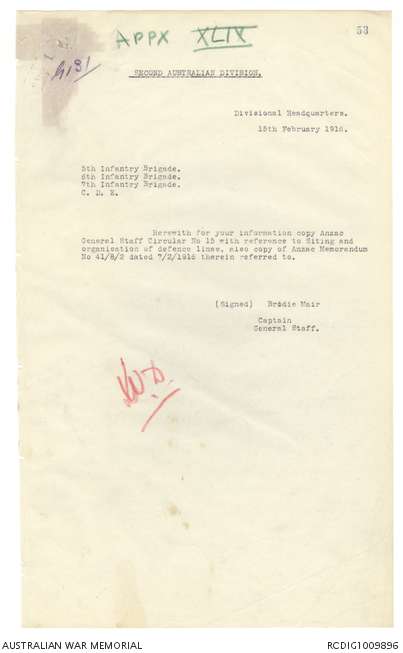 APPX XLIX
53
G131
SECOND AUSTRALIAN DIVISION.
Divisional Headquarters.
15th February 1916.
5th Infantry Brigade.
6th Infantry Brigade.
7th Infantry Brigade.
C. R. E.
Herewith for your information copy Anzac
General Staff Circular No 15 with reference to Siting and
organisation of defence lines, also copy of Anzac Memorandum
No 41/8/2 dated 7/2/1916 therein referred to.
(Signed) Brodie Mair
Captain
General Staff.
W.D.
AUSTRALIAN WAR MEMORIAL
RCDIG1009896